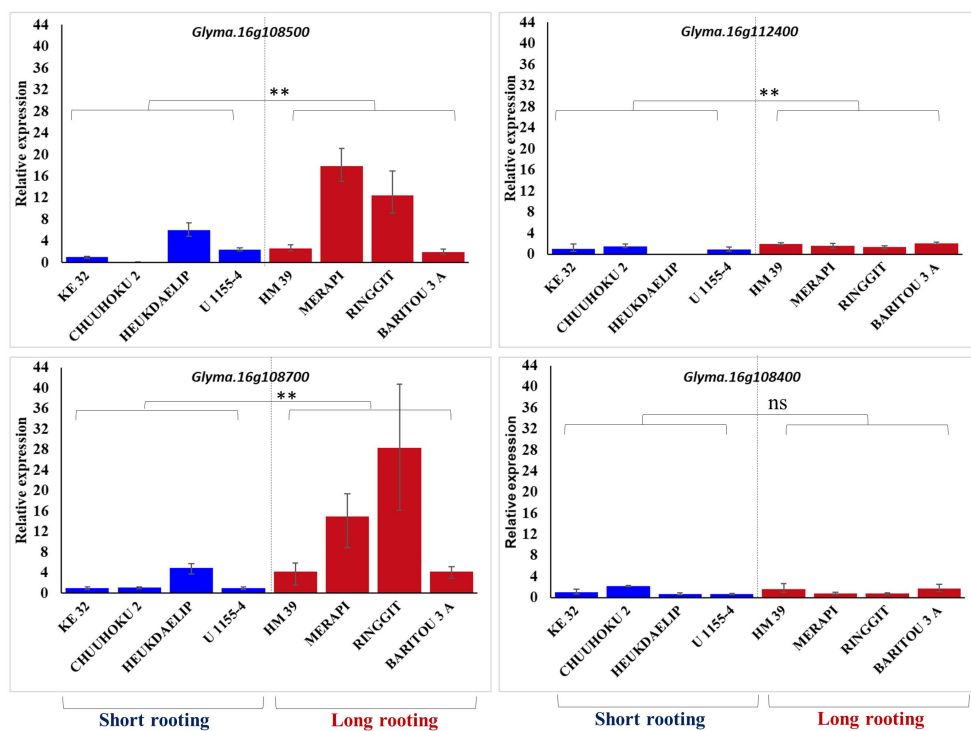 Glyma.16g108500
Relative expression
44
40
36
32
28
24
20
16
12
8
4
0
**
KE 32
CHUUHOKU 2
HEUKDAELIP
U 1155-4
HM 39
MERAPI
RINGGIT
BARITOU 3 A
Glyma.16g112400
Relative expression
44
40
36
32
28
24
20
16
12
8
4
0
**
KE 32
CHUUHOKU 2
HEUKDAELIP
U 1155-4
HM 39
MERAPI
RINGGIT
BARITOU 3 A
Glyma.16g108700
Relative expression
44
40
36
32
28
24
20
16
12
8
4
0
**
KE 32
CHUUHOKU 2
HEUKDAELIP
U 1155-4
HM 39
MERAPI
RINGGIT
BARITOU 3 A
Glyma.16g108400
Relative expression
44
40
36
32
28
24
20
16
12
8
4
0
ns
KE 32
CHUUHOKU 2
HEUKDAELIP
U 1155-4
HM 39
MERAPI
RINGGIT
BARITOU 3 A
Short rooting
Long rooting
Short rooting
Long rooting